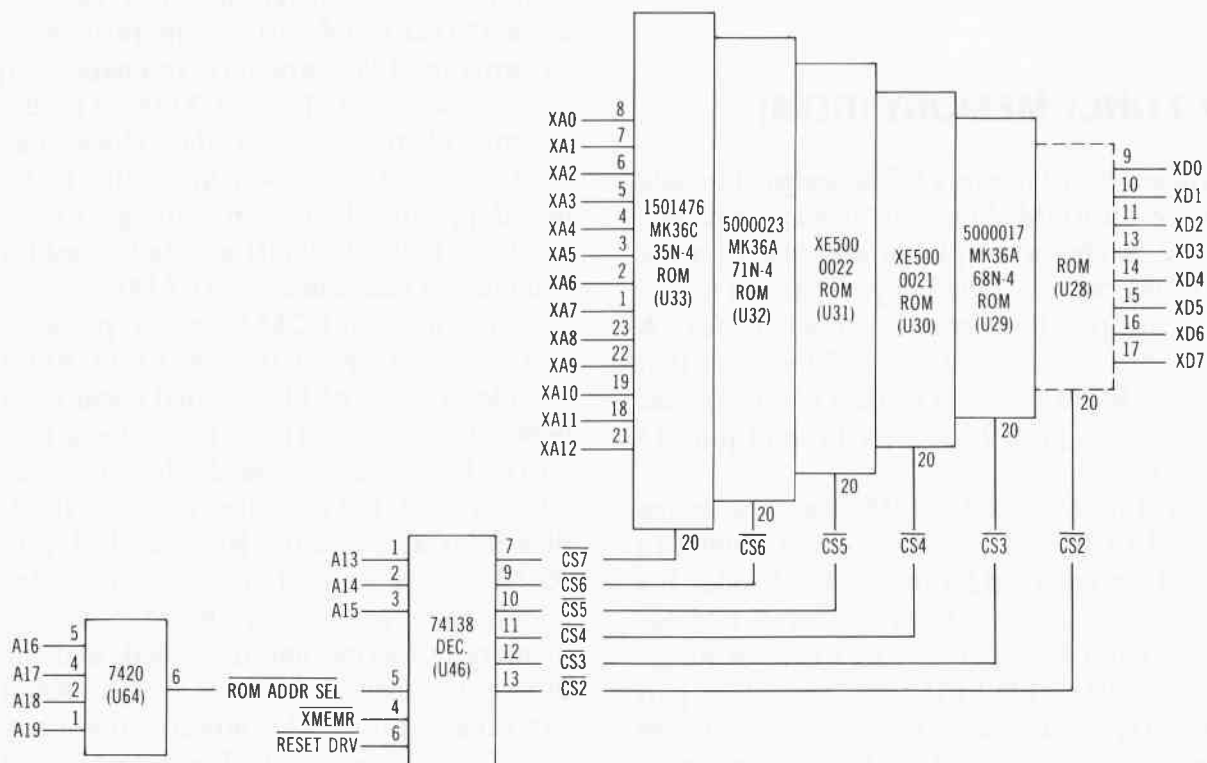 XA0 8
XA1 7
XA2 6
XA3 5
XA4 4
XA5 3
XA6 2
XA7 1
XA8 23
XA9 22
XA10 19
XA11 18
XA12 21
1501476
MK36C
35N-4
ROM
(U33)
20
5000023
MK36A
71N-4
ROM
(U32)
20
XE500
0022
ROM
(U31)
20
XE500
0021
ROM
(U30)
20
5000017
MK36A
68N-4
ROM
(U29)
20
ROM
(U28)
20
9 XD0
10 XD1
11 XD2
13 XD3
14 XD4
15 XD5
16 XD6
17 XD7
CS6 CS5 CS4 CS3 CS2
A13 1
A14 2
A15 3
74138
DEC.
(U46)
7 CS7
9 CS6
10 CS5
11 CS4
12 CS3
13 CS2
A16 5
A17 4
A18 2
A19 1
7420
(U64)
6 ROM ADDR SEL 5
XMEMR 4
RESET DRV 6